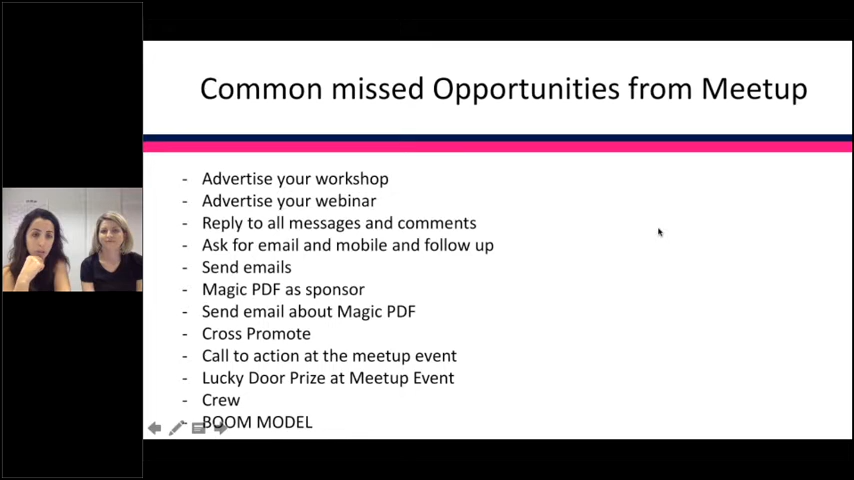 Common missed Opportunities from Meetup
- Advertise your workshop
- Advertise your webinar
- Reply to all messages and comments
- Ask for email and mobile and follow up
- Send emails
- Magic PDF as sponsor
- Send email about Magic PDF
- Cross Promote
- Call to action at the meetup event
- Lucky Door Prize at Meetup Event
- Crew
- BOOM MODEL